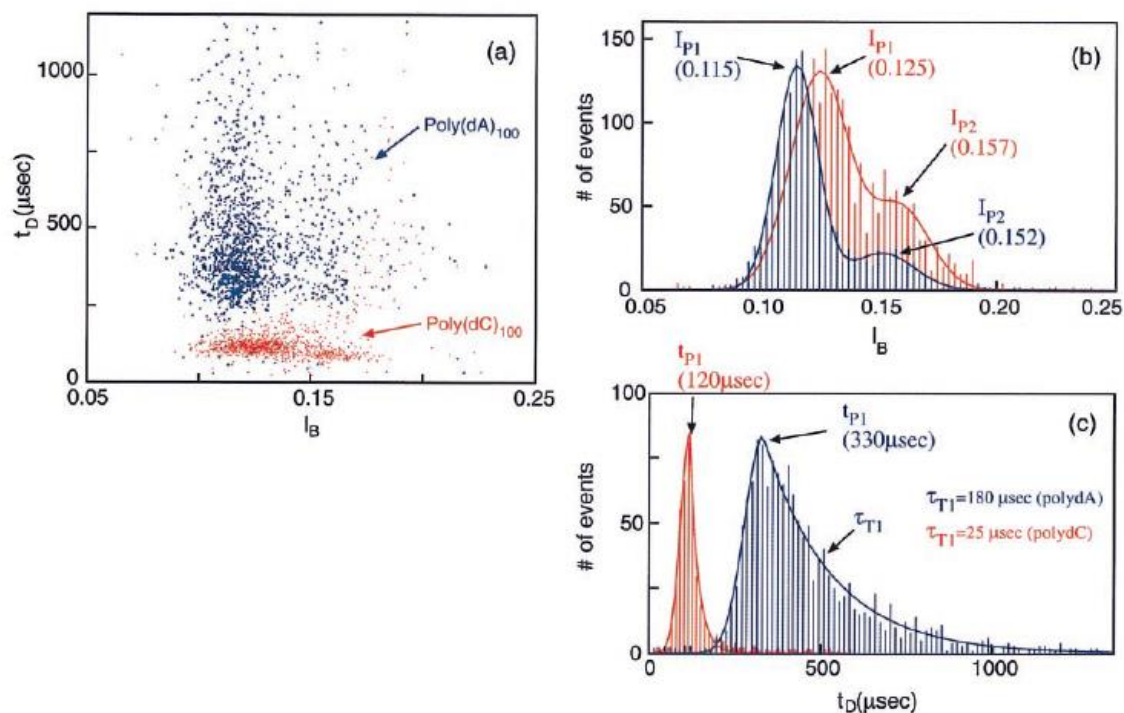 (a)
1000
500
0
t_D(μsec)
Poly(dA)₁₀₀
Poly(dC)₁₀₀
0.05
0.15
0.25
I_B
(b)
150
100
50
0
# of events
I_P1
(0.115)
I_P1
(0.125)
I_P2
(0.157)
I_P2
(0.152)
0.05
0.10
0.15
0.20
0.25
I_B
t_P1
(120μsec)
(c)
100
50
0
# of events
t_P1
(330μsec)
τ_T1
τ_T1=180 μsec (polydA)
τ_T1=25 μsec (polydC)
0
500
1000
t_D(μsec)